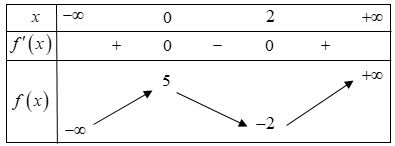 x −∞ 0 2 +∞
f′(x) + 0 − 0 +
5 +∞
f(x)
−∞ −2